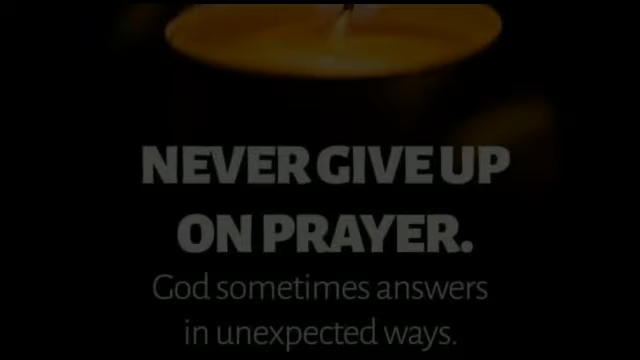 NEVER GIVE UP
ON PRAYER.
God sometimes answers
in unexpected ways.